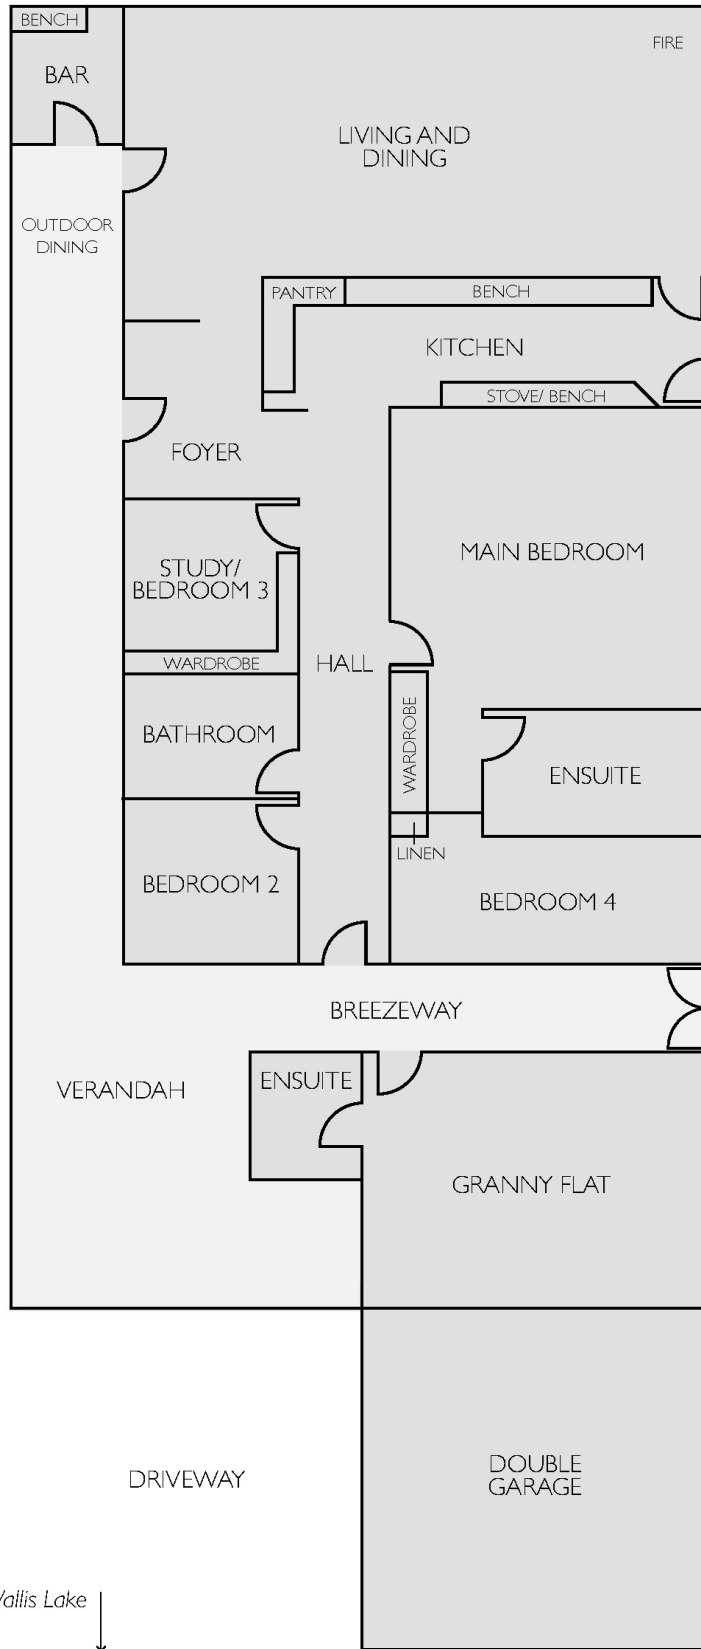 BENCH
FIRE
BAR
LIVING AND
DINING
OUTDOOR
DINING
PANTRY
BENCH
KITCHEN
STOVE/ BENCH
FOYER
MAIN BEDROOM
STUDY/
BEDROOM 3
WARDROBE
HALL
WARDROBE
BATHROOM
ENSUITE
LINEN
BEDROOM 2
BEDROOM 4
BREEZEWAY
ENSUITE
VERANDAH
GRANNY FLAT
DOUBLE
GARAGE
DRIVEWAY
Lake